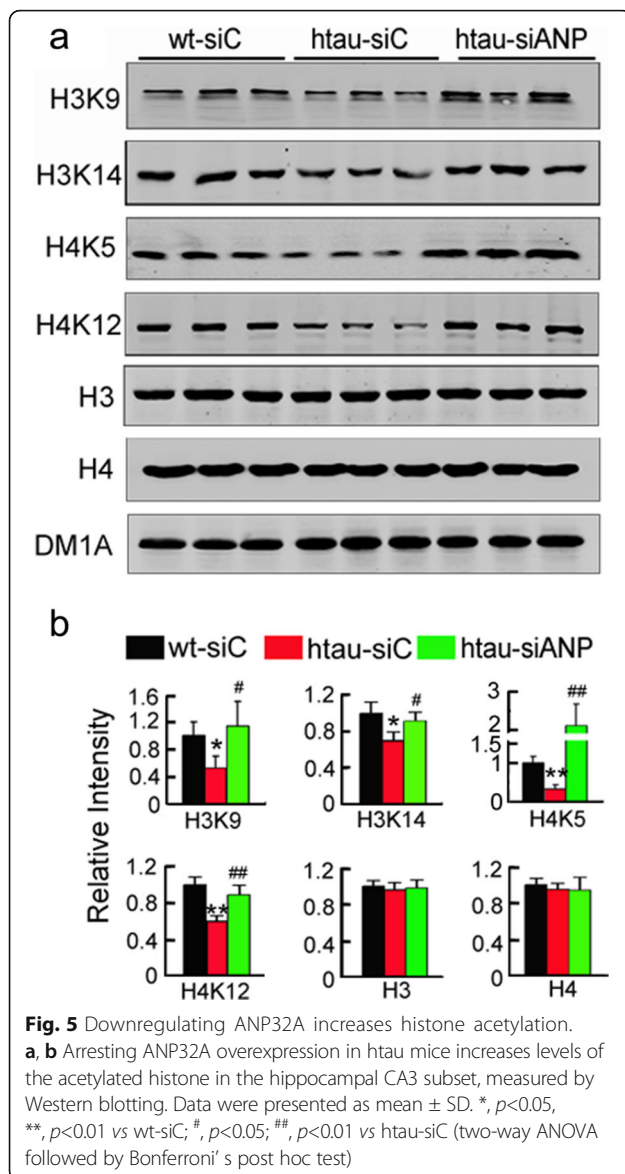 a
wt-siC htau-siC htau-siANP
H3K9
H3K14
H4K5
H4K12
H3
H4
DM1A
b
wt-siC htau-siC htau-siANP
Relative Intensity
1.6
1.2
0.8
0.4
0
*
#
H3K9
1.2
0.8
0.4
0
*
#
H3K14
3
2
1
0
**
##
H4K5
1.2
0.8
0.4
0
**
##
H4K12
1.2
0.8
0.4
0
H3
1.2
0.8
0.4
0
H4
Fig. 5 Downregulating ANP32A increases histone acetylation.
a, b Arresting ANP32A overexpression in htau mice increases levels of
the acetylated histone in the hippocampal CA3 subset, measured by
Western blotting. Data were presented as mean ± SD. *, p<0.05,
**, p<0.01 vs wt-siC; #, p<0.05; ##, p<0.01 vs htau-siC (two-way ANOVA
followed by Bonferroni' s post hoc test)